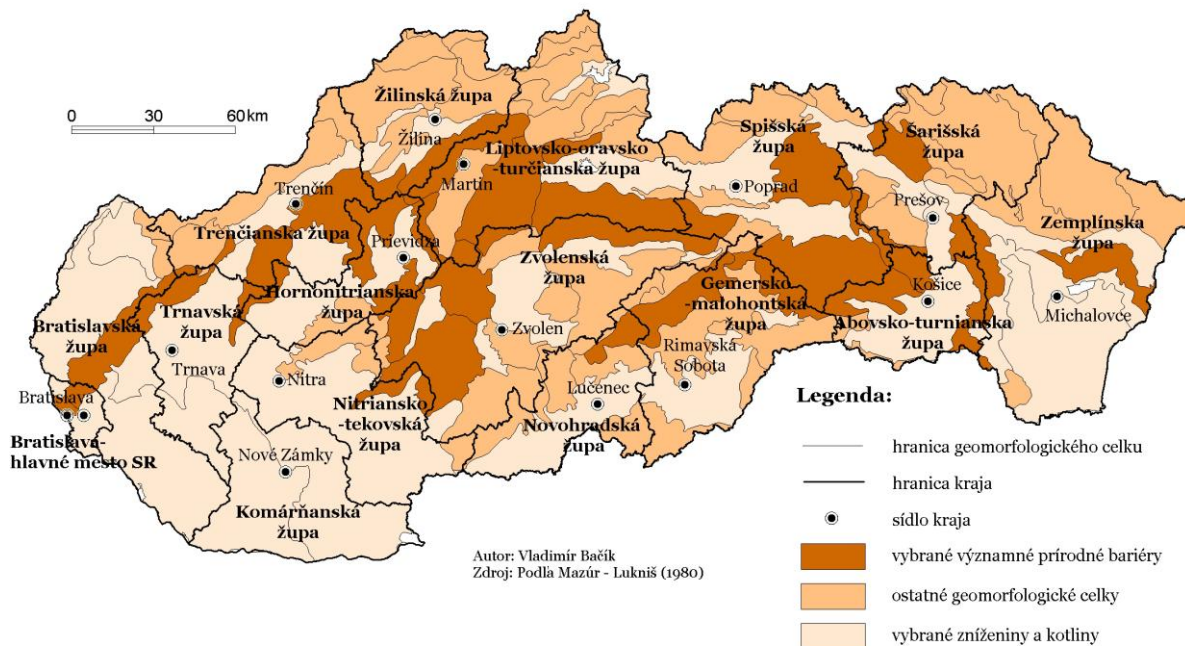 Žilinská župa
0 30 60 km
Žilina
Spišská
župa
Šarišská
župa
Liptovsko-oravsko
-turčianska župa
Martin
Trenčín
Poprad
Prešov
Trenčianska župa
Prievidza
Zemplínska
župa
Zvolenská
župa
Hornonitrianska
župa
Gemersko
-malohontská
župa
Košice
Trnavská
župa
Bratislavská
župa
Zvolen
Abovsko-turnianska
župa
Michalovce
Trnava
Nitra
Rimavská
Sobota
Lučenec
Bratislava
Nitriansko
-tekovská
župa
Novohradská
župa
Bratislava-
hlavné mesto SR
Nové Zámky
Komárňanská
župa
Autor: Vladimír Bačík
Zdroj: Podľa Mazúr - Lukniš (1980)
Legenda:
hranica geomorfologického celku
hranica kraja
sídlo kraja
vybrané významné prírodné bariéry
ostatné geomorfologické celky
vybrané zníženiny a kotliny